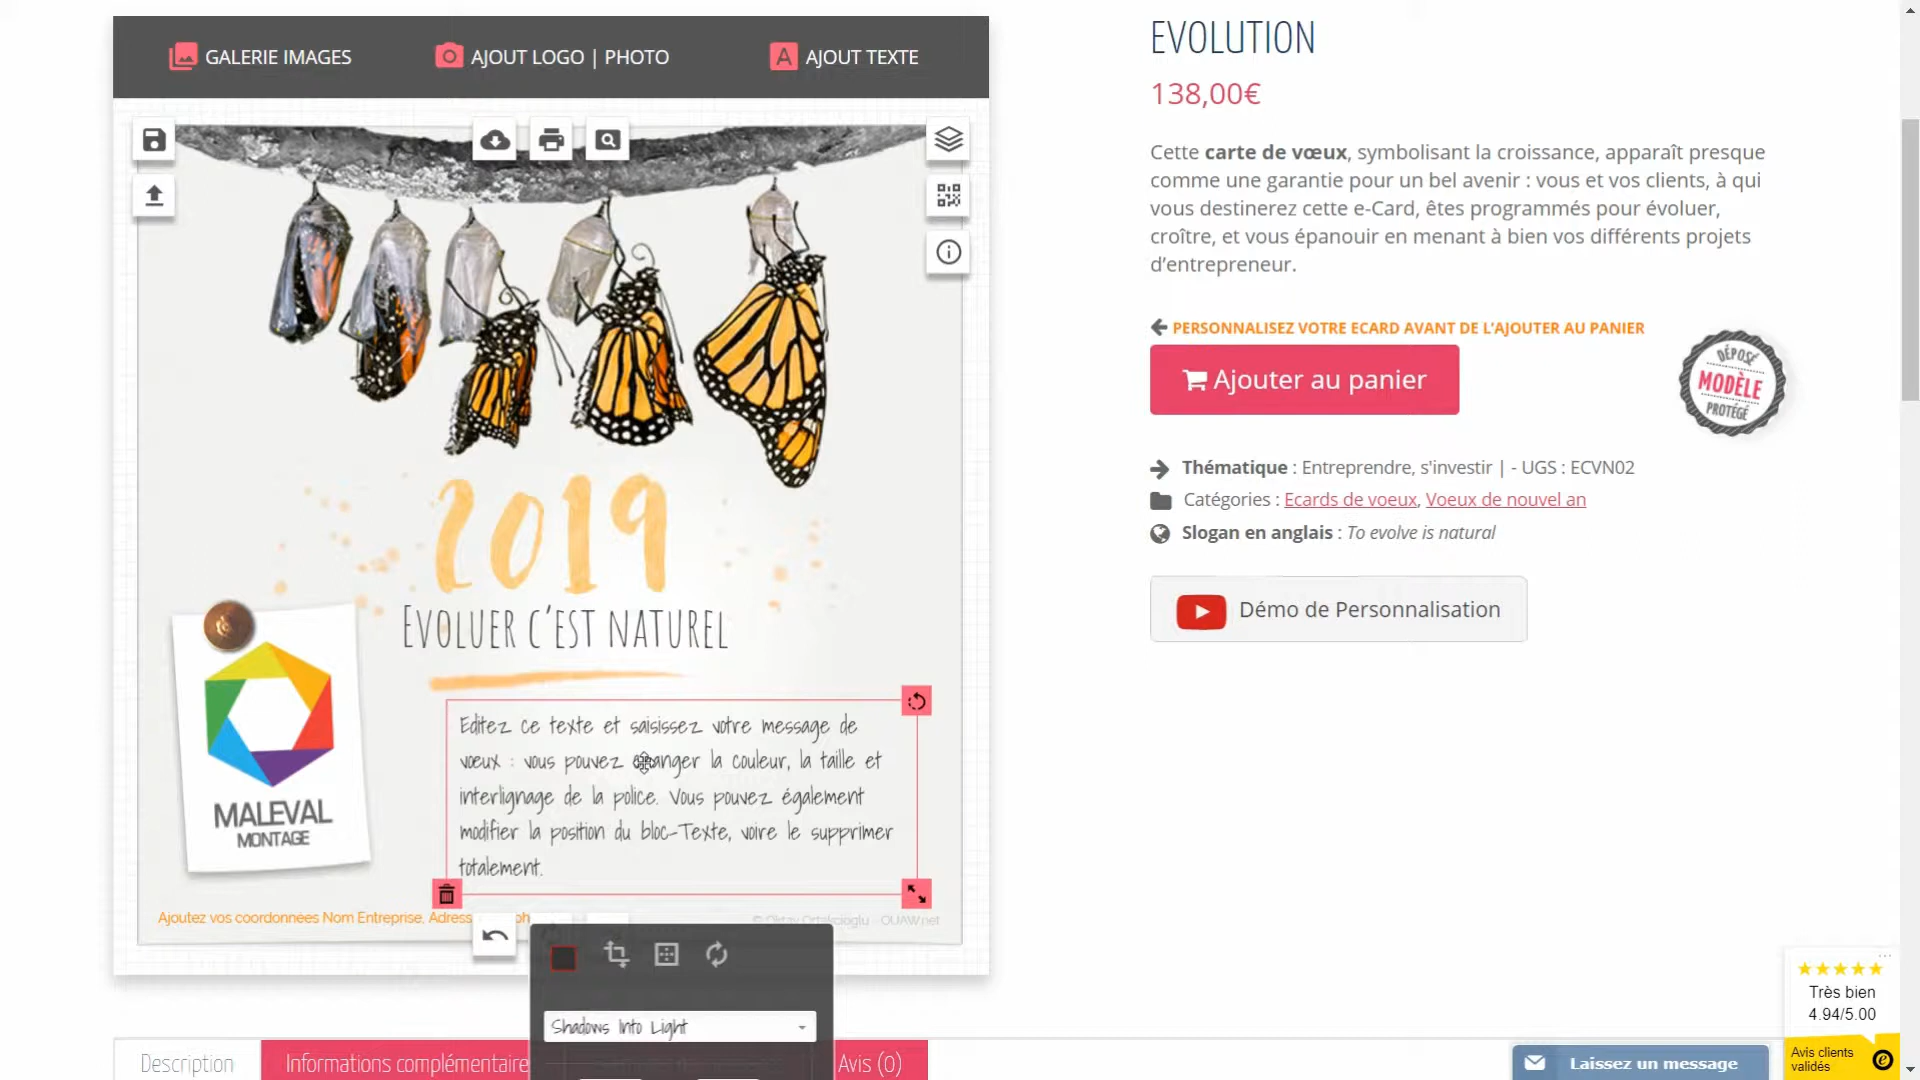 GALERIE IMAGES
AJOUT LOGO | PHOTO
AJOUT TEXTE
2019
EVOLUER C'EST NATUREL
MALEVAL
MONTAGE
Editez ce texte et saisissez votre message de
vœux : vous pouvez changer la couleur, la taille et
interlignage de la police. Vous pouvez également
modifier la position du bloc-Texte, voire le supprimer
totalement.
Ajoutez vos coordonnées Nom Entreprise, Adress
© Oktay Ortakcioglu - OUAW.net
Shadows Into Light
Description
Informations complémentaire
Avis (0)
EVOLUTION
138,00€
Cette carte de vœux, symbolisant la croissance, apparaît presque
comme une garantie pour un bel avenir : vous et vos clients, à qui
vous destinerez cette e-Card, êtes programmés pour évoluer,
croître, et vous épanouir en menant à bien vos différents projets
d'entrepreneur.
PERSONNALISEZ VOTRE ECARD AVANT DE L'AJOUTER AU PANIER
Ajouter au panier
DÉPOSÉ
MODÈLE
PROTÉGÉ
Thématique : Entreprendre, s'investir | - UGS : ECVN02
Catégories : Ecards de voeux, Voeux de nouvel an
Slogan en anglais : To evolve is natural
Démo de Personnalisation
Très bien
4.94/5.00
Avis clients
validés
Laissez un message